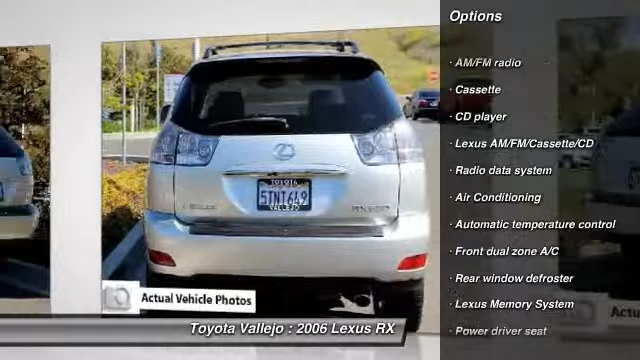 Options
· AM/FM radio
· Cassette
· CD player
· Lexus AM/FM/Cassette/CD
· Radio data system
· Air Conditioning
· Automatic temperature control
· Front dual zone A/C
· Rear window defroster
· Lexus Memory System
· Power driver seat
TOYOTA
5TNT649
VALLEJO
Actual Vehicle Photos
Toyota Vallejo : 2006 Lexus RX